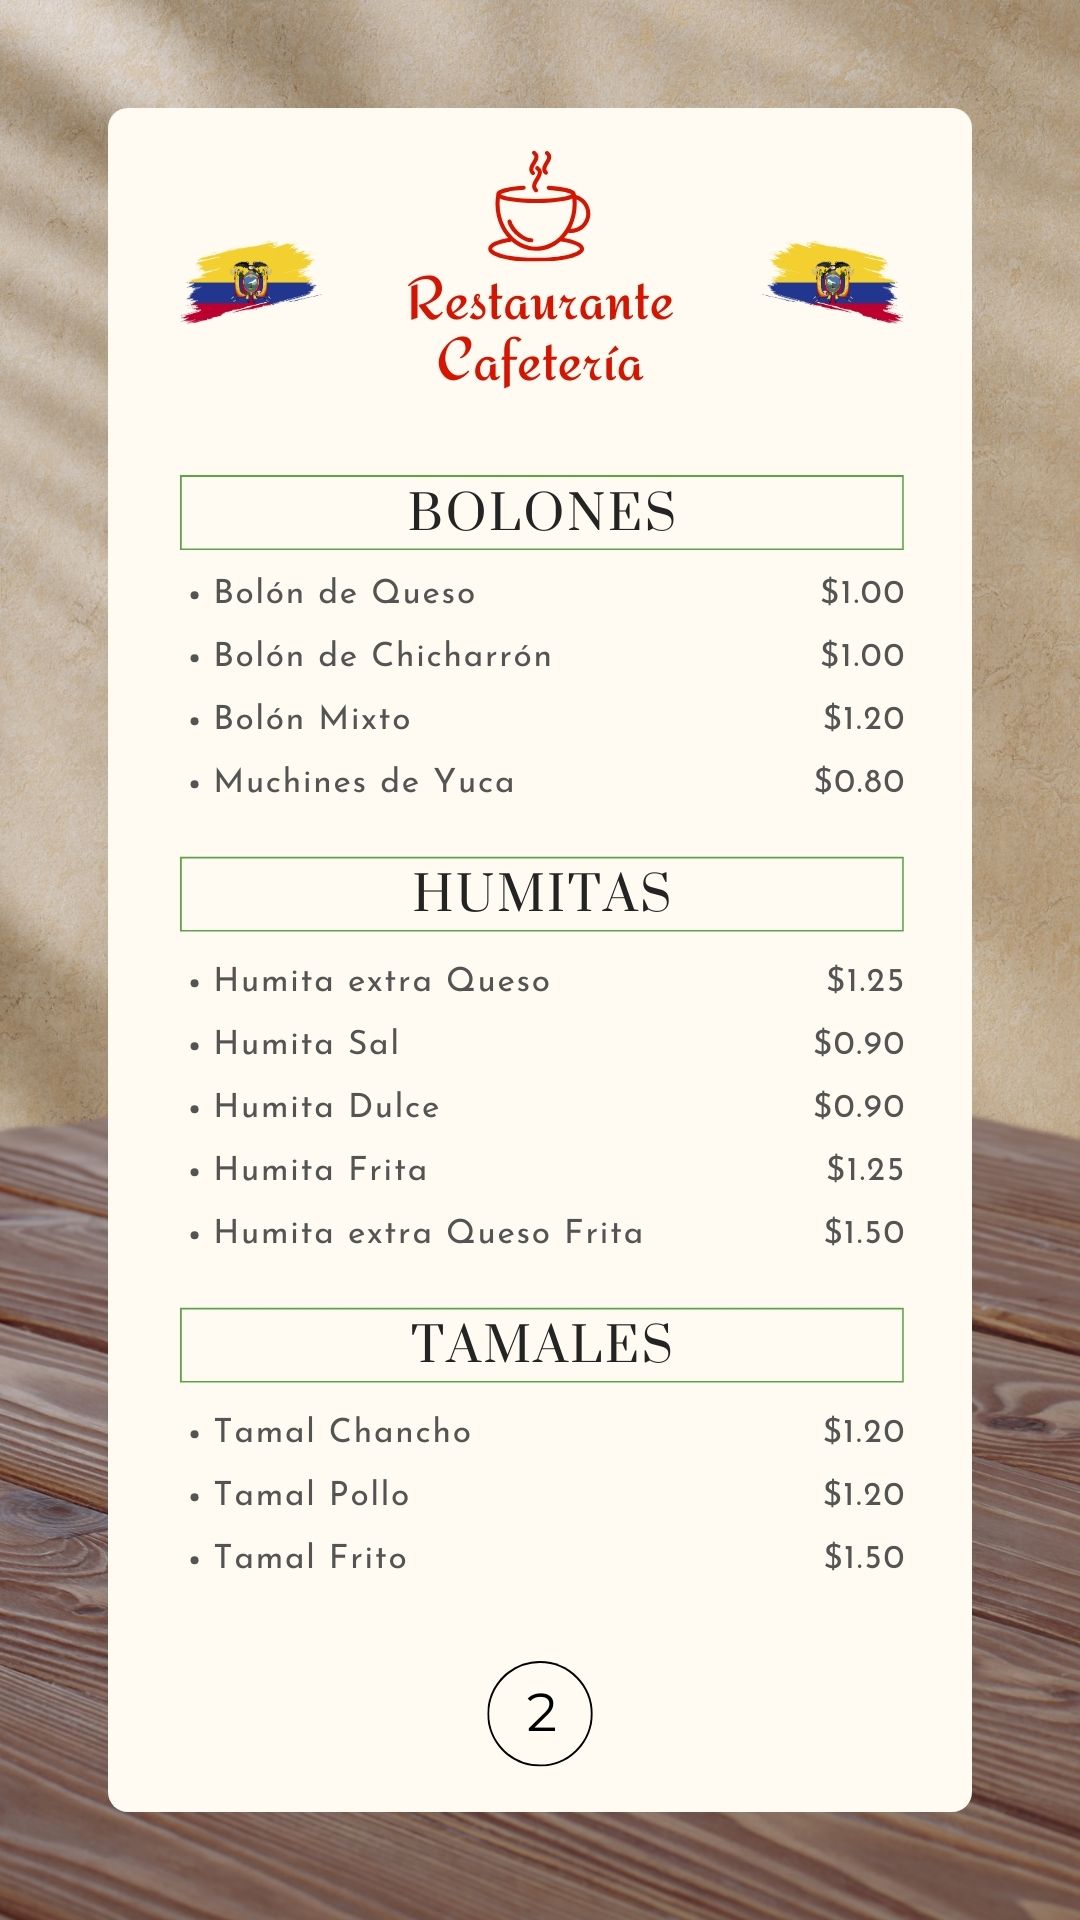 Restaurante
Cafetería
BOLONES
• Bolón de Queso $1.00
• Bolón de Chicharrón $1.00
• Bolón Mixto $1.20
• Muchines de Yuca $0.80
HUMITAS
• Humita extra Queso $1.25
• Humita Sal $0.90
• Humita Dulce $0.90
• Humita Frita $1.25
• Humita extra Queso Frita $1.50
TAMALES
• Tamal Chancho $1.20
• Tamal Pollo $1.20
• Tamal Frito $1.50
2